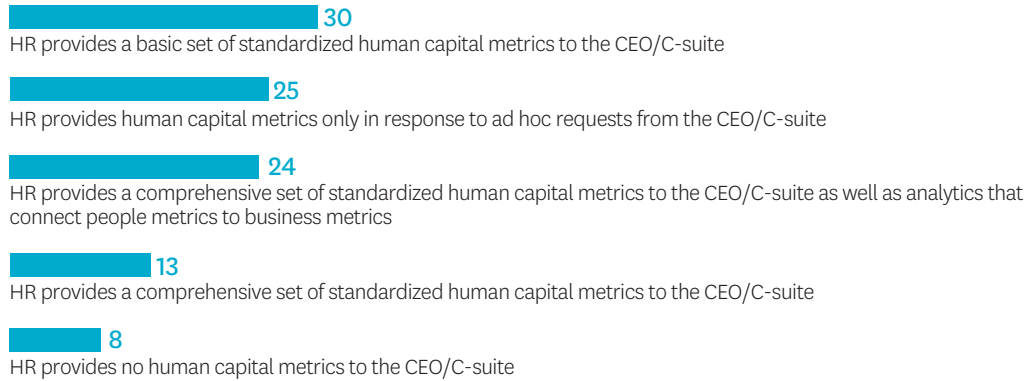 30
HR provides a basic set of standardized human capital metrics to the CEO/C-suite
25
HR provides human capital metrics only in response to ad hoc requests from the CEO/C-suite
24
HR provides a comprehensive set of standardized human capital metrics to the CEO/C-suite as well as analytics that
connect people metrics to business metrics
13
HR provides a comprehensive set of standardized human capital metrics to the CEO/C-suite
8
HR provides no human capital metrics to the CEO/C-suite